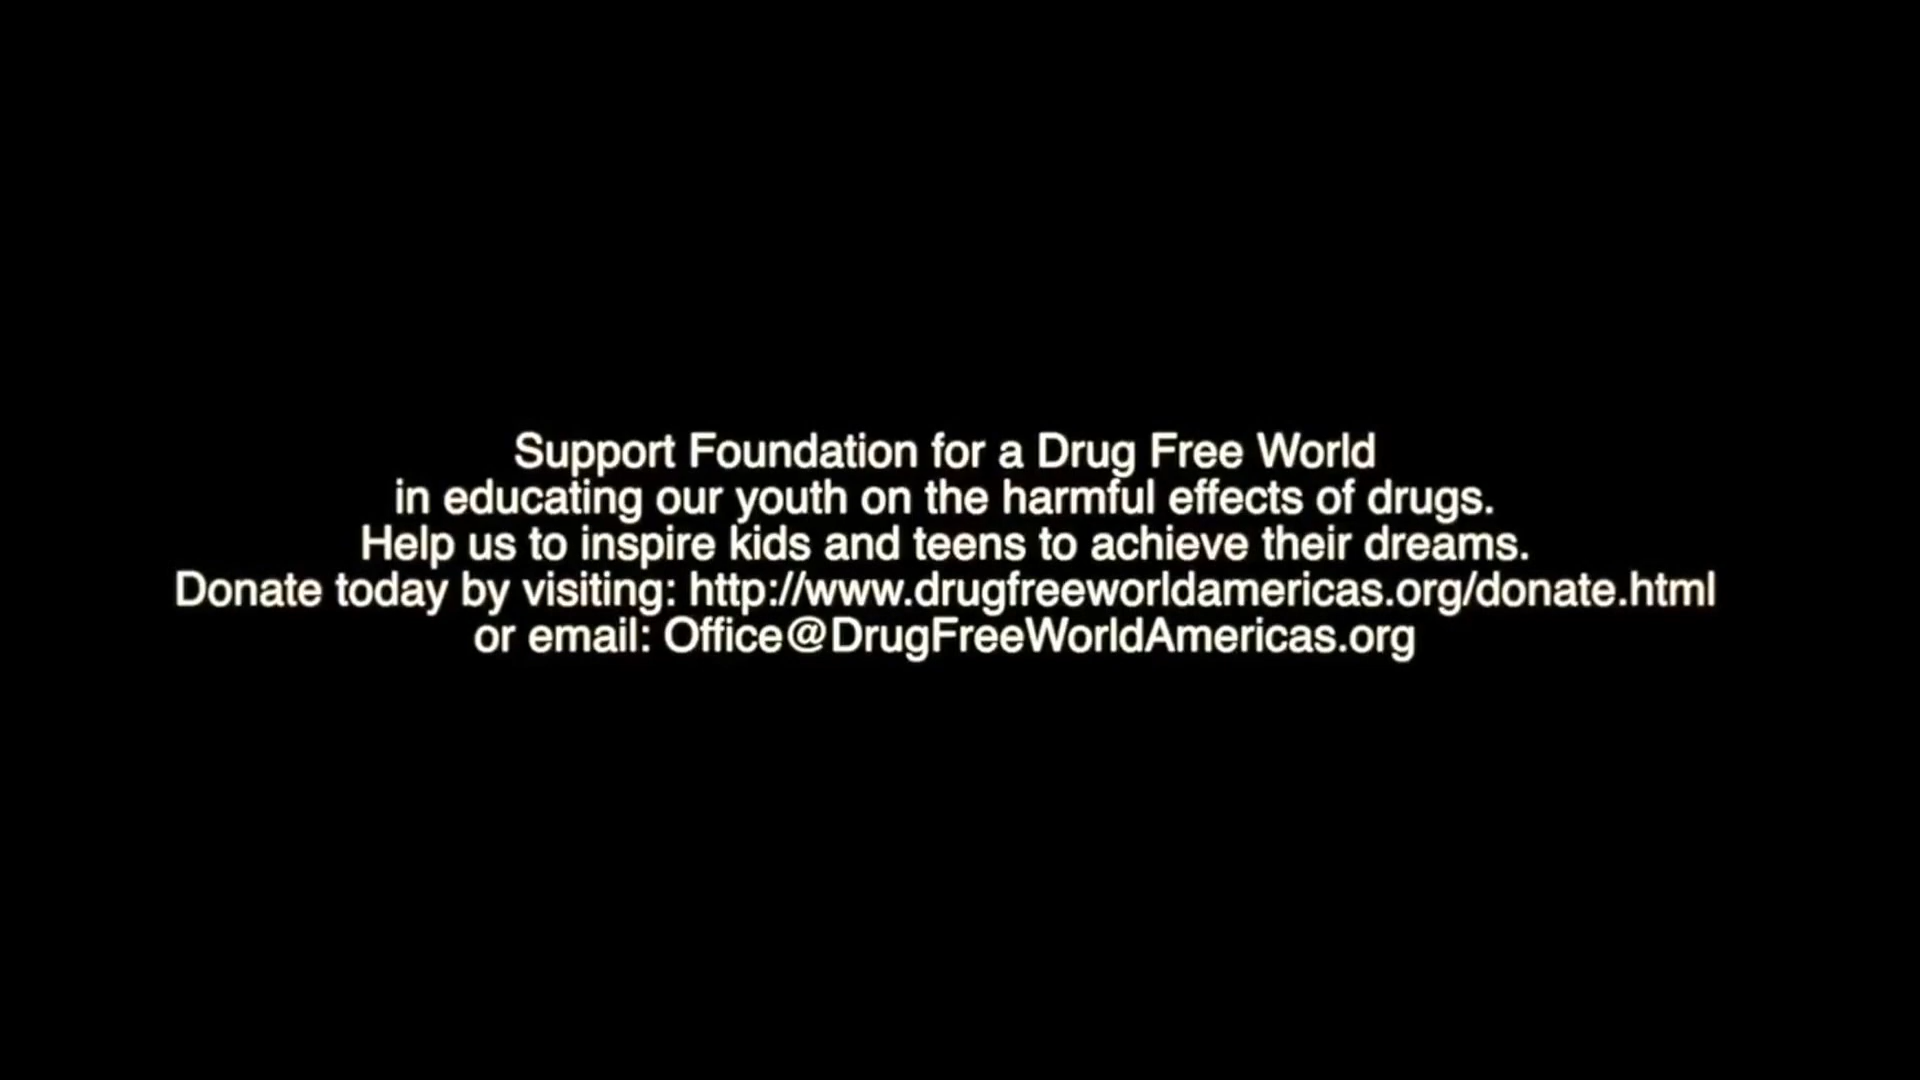 Support Foundation for a Drug Free World
in educating our youth on the harmful effects of drugs.
Help us to inspire kids and teens to achieve their dreams.
Donate today by visiting: http://www.drugfreeworldamericas.org/donate.html
or email: Office@DrugFreeWorldAmericas.org